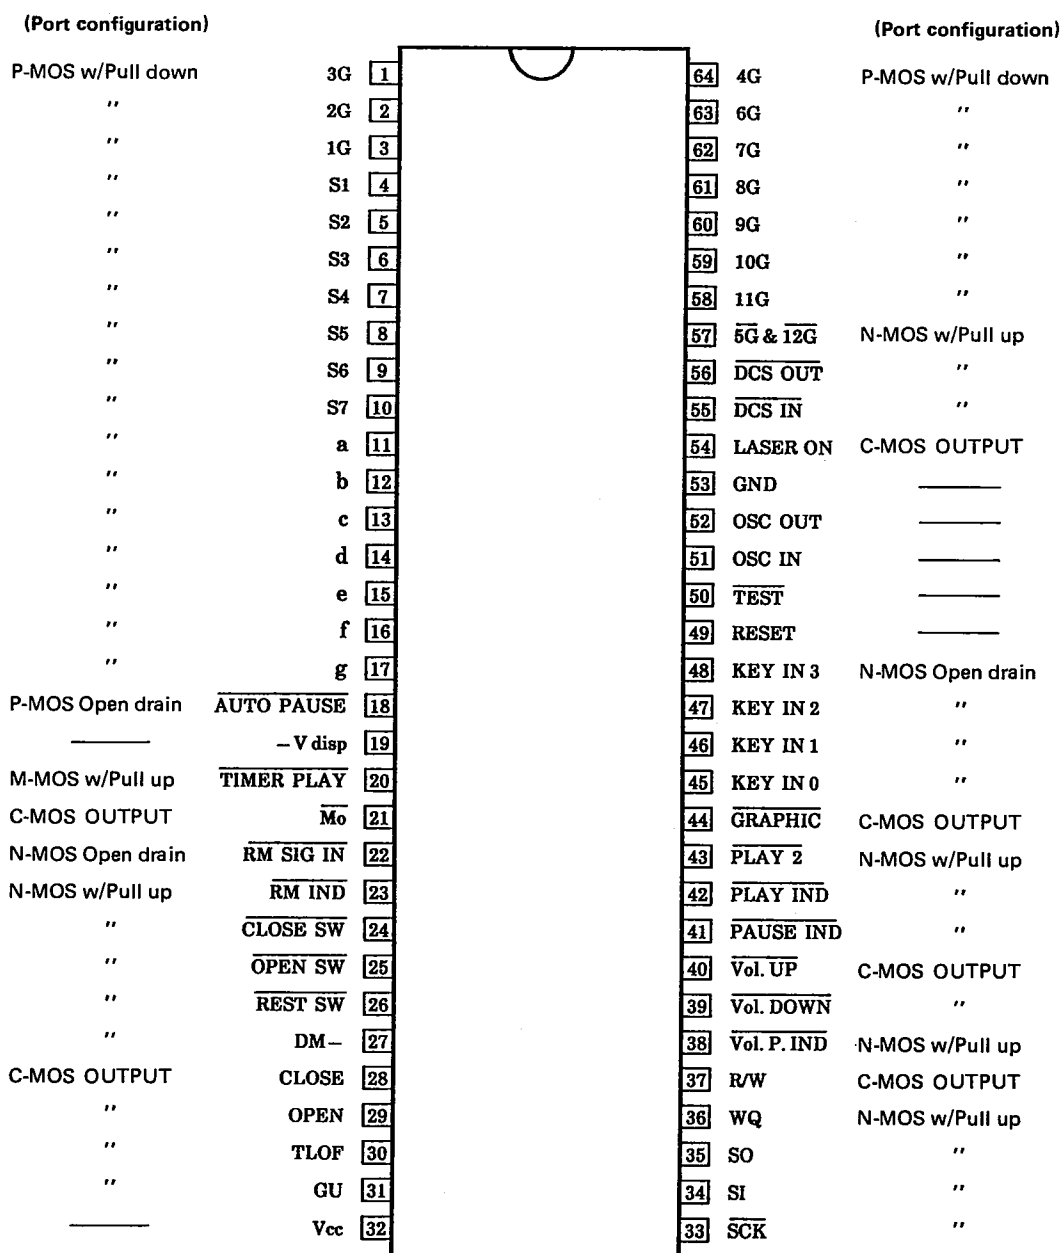 (Port configuration) (Port configuration)
P-MOS w/Pull down 3G 1 64 4G P-MOS w/Pull down
" 2G 2 63 6G "
" 1G 3 62 7G "
" S1 4 61 8G "
" S2 5 60 9G "
" S3 6 59 10G "
" S4 7 58 11G "
" S5 8 57 5G & 12G N-MOS w/Pull up
" S6 9 56 DCS OUT "
" S7 10 55 DCS IN "
" a 11 54 LASER ON C-MOS OUTPUT
" b 12 53 GND ———
" c 13 52 OSC OUT ———
" d 14 51 OSC IN ———
" e 15 50 TEST ———
" f 16 49 RESET ———
" g 17 48 KEY IN 3 N-MOS Open drain
P-MOS Open drain AUTO PAUSE 18 47 KEY IN 2 "
——— –V disp 19 46 KEY IN 1 "
M-MOS w/Pull up TIMER PLAY 20 45 KEY IN 0 "
C-MOS OUTPUT Mo 21 44 GRAPHIC C-MOS OUTPUT
N-MOS Open drain RM SIG IN 22 43 PLAY 2 N-MOS w/Pull up
N-MOS w/Pull up RM IND 23 42 PLAY IND "
" CLOSE SW 24 41 PAUSE IND "
" OPEN SW 25 40 Vol. UP C-MOS OUTPUT
" REST SW 26 39 Vol. DOWN "
" DM– 27 38 Vol. P. IND N-MOS w/Pull up
C-MOS OUTPUT CLOSE 28 37 R/W C-MOS OUTPUT
" OPEN 29 36 WQ N-MOS w/Pull up
" TLOF 30 35 SO "
" GU 31 34 SI "
——— Vcc 32 33 SCK "